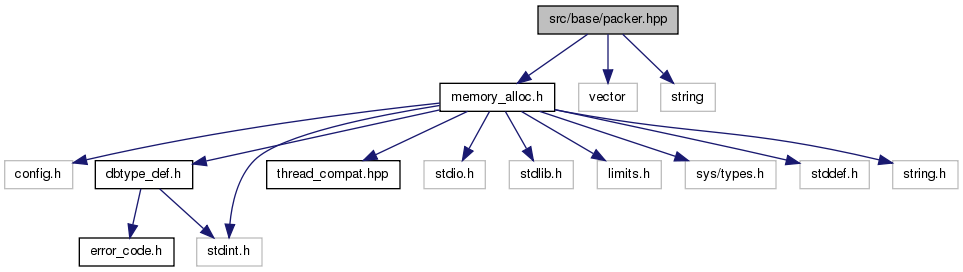 src/base/packer.hpp
memory_alloc.h
vector
string
config.h
dbtype_def.h
thread_compat.hpp
stdio.h
stdlib.h
limits.h
sys/types.h
stddef.h
string.h
error_code.h
stdint.h